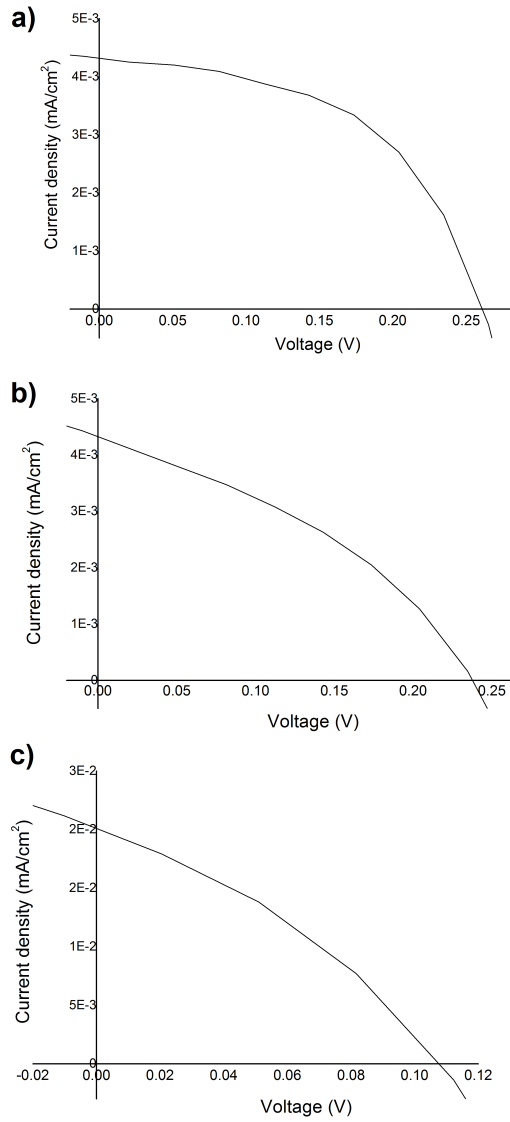 a)
5E-3
4E-3
3E-3
2E-3
1E-3
0
Current density (mA/cm²)
0.00 0.05 0.10 0.15 0.20 0.25
Voltage (V)
b)
5E-3
4E-3
3E-3
2E-3
1E-3
0
Current density (mA/cm²)
0.00 0.05 0.10 0.15 0.20 0.25
Voltage (V)
c)
3E-2
2E-2
2E-2
1E-2
5E-3
0
Current density (mA/cm²)
-0.02 0.00 0.02 0.04 0.06 0.08 0.10 0.12
Voltage (V)